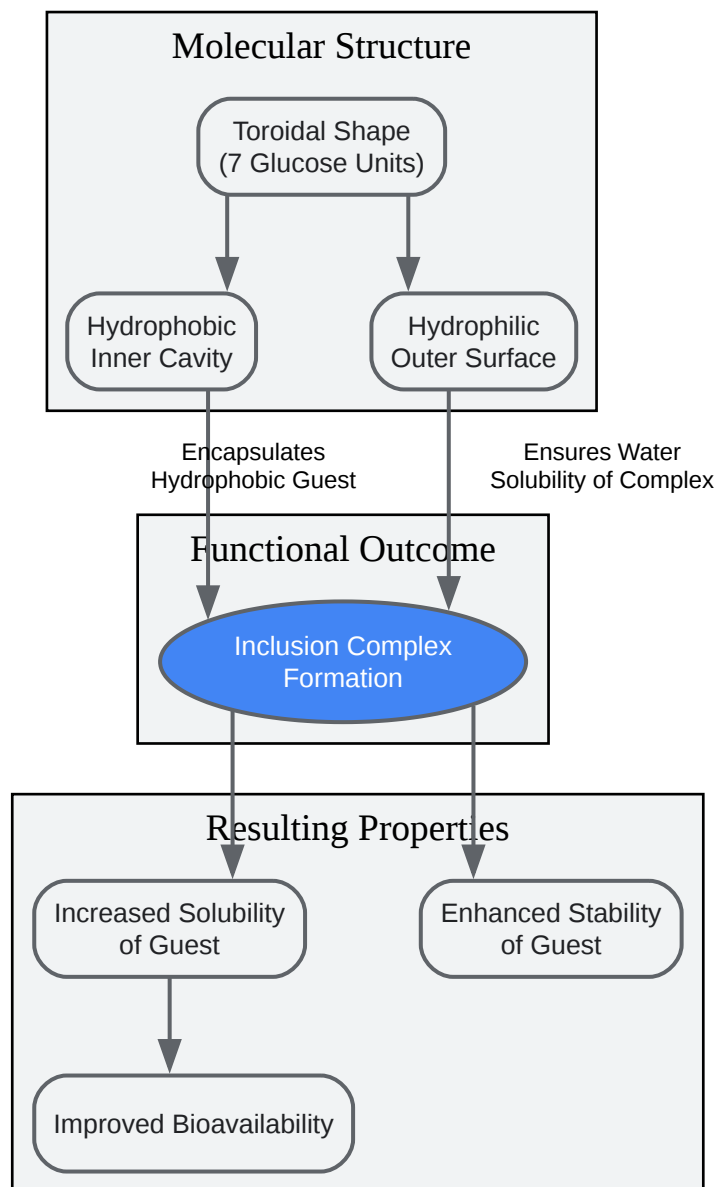 Molecular Structure
Toroidal Shape
(7 Glucose Units)
Hydrophobic
Inner Cavity
Hydrophilic
Outer Surface
Encapsulates
Hydrophobic Guest
Ensures Water
Solubility of Complex
Functional Outcome
Inclusion Complex
Formation
Resulting Properties
Increased Solubility
of Guest
Enhanced Stability
of Guest
Improved Bioavailability